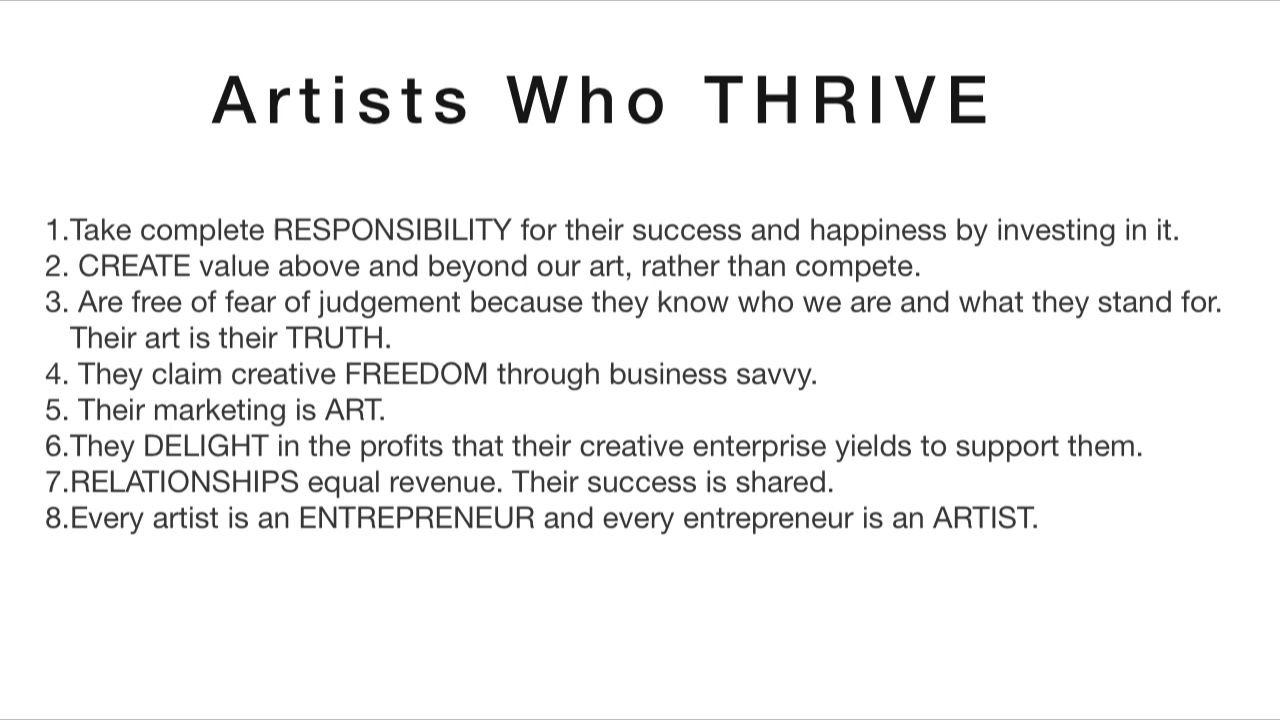 Artists Who THRIVE
1.Take complete RESPONSIBILITY for their success and happiness by investing in it.
2. CREATE value above and beyond our art, rather than compete.
3. Are free of fear of judgement because they know who we are and what they stand for.
Their art is their TRUTH.
4. They claim creative FREEDOM through business savvy.
5. Their marketing is ART.
6.They DELIGHT in the profits that their creative enterprise yields to support them.
7.RELATIONSHIPS equal revenue. Their success is shared.
8.Every artist is an ENTREPRENEUR and every entrepreneur is an ARTIST.